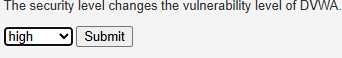 The security level changes the vulnerability level of DVWA.
high Submit